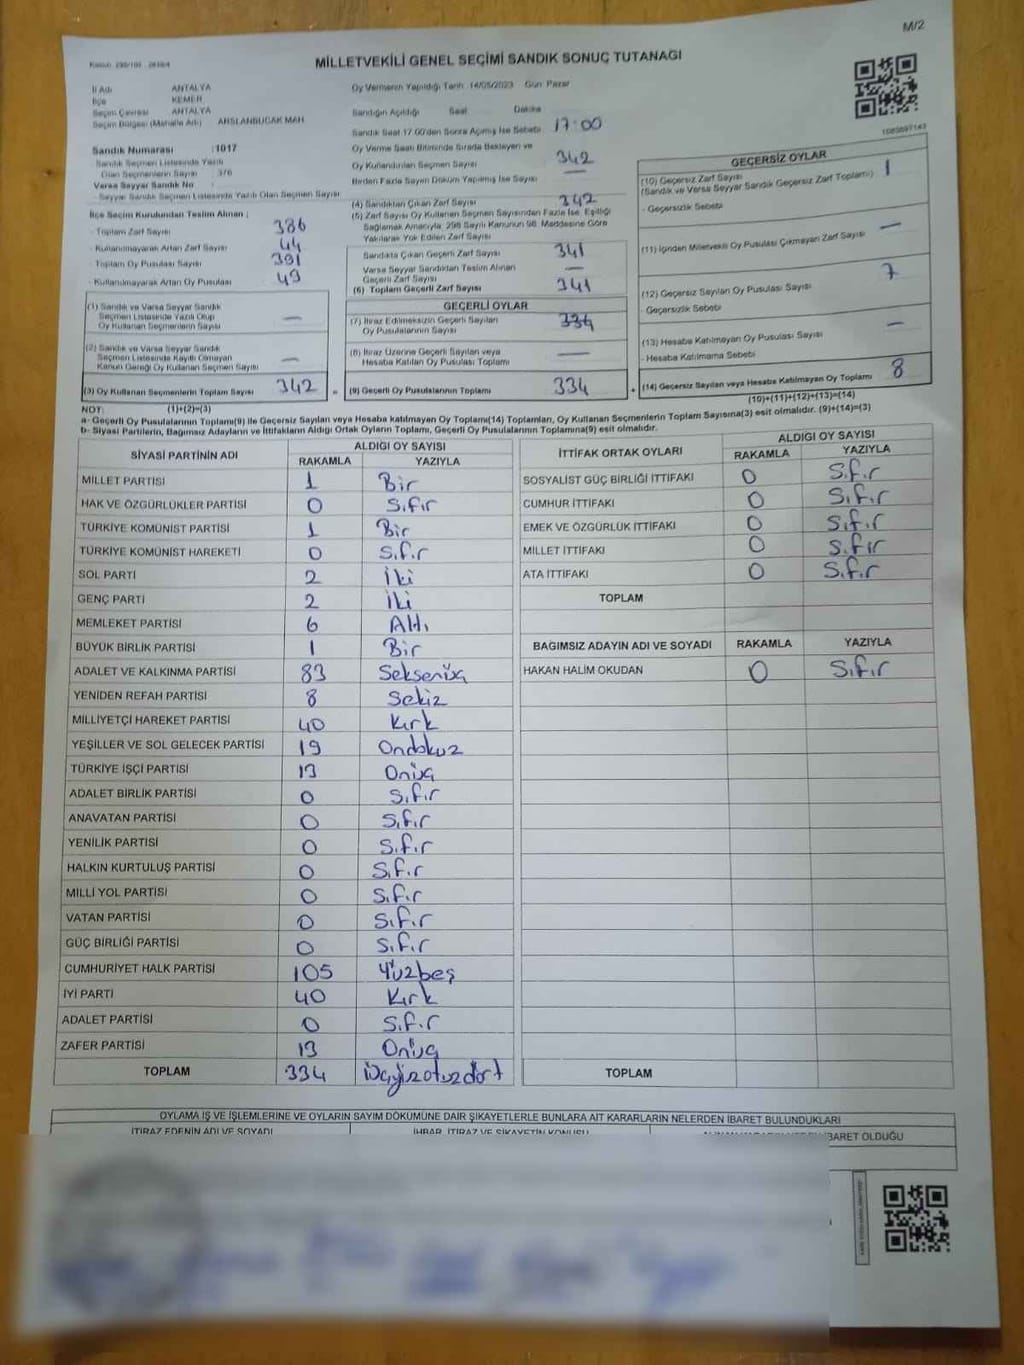 M/2
MİLLETVEKİLİ GENEL SEÇİMİ SANDIK SONUÇ TUTANAĞI
İl Adı ANTALYA
İlçe KEMER
Seçim Çevresi ANTALYA
Seçim Bölgesi (Mahalle Adı) ARSLANBUCAK MAH.
Sandık Numarası :1017
Sandık Seçmen Listesinde Yazılı
Olan Seçmenlerin Sayısı : 376
Varsa Seyyar Sandık No :
Seyyar Sandık Seçmen Listesinde Yazılı Olan Seçmen Sayısı
İlçe Seçim Kurulundan Teslim Alınan ;
- Toplam Zarf Sayısı 386
- Kullanılmayarak Artan Zarf Sayısı 44
- Toplam Oy Pusulası Sayısı 391
- Kullanılmayarak Artan Oy Pusulası 49
(1) Sandık ve Varsa Seyyar Sandık
Seçmen Listesinde Yazılı Olup
Oy Kullanan Seçmenlerin Sayısı —
(2) Sandık ve Varsa Seyyar Sandık
Seçmen Listesinde Kayıtlı Olmayan
Kanun Gereği Oy Kullanan Seçmen Sayısı —
(3) Oy Kullanan Seçmenlerin Toplam Sayısı 342 =
Oy Vermenin Yapıldığı Tarih: 14/05/2023 Gün Pazar
Sandığın Açıldığı Saat Dakika
Sandık Saat 17:00'den Sonra Açılmış İse Sebebi 17:00
Oy Verme Saati Bitiminde Sırada Bekleyen ve
Oy Kullandırılan Seçmen Sayısı 342
Birden Fazla Sayım Döküm Yapılmış İse Sayısı —
(4) Sandıktan Çıkan Zarf Sayısı 342
(5) Zarf Sayısı Oy Kullanan Seçmen Sayısından Fazla İse, Eşitliği
Sağlamak Amacıyla; 298 Sayılı Kanunun 98. Maddesine Göre
Yakılarak Yok Edilen Zarf Sayısı
Sandıkta Çıkan Geçerli Zarf Sayısı 341
Varsa Seyyar Sandıktan Teslim Alınan
Geçerli Zarf Sayısı —
(6) Toplam Geçerli Zarf Sayısı 341
GEÇERLİ OYLAR
(7) İtiraz Edilmeksizin Geçerli Sayılan
Oy Pusulalarının Sayısı 334
(8) İtiraz Üzerine Geçerli Sayılan veya
Hesaba Katılan Oy Pusulası Toplamı —
(9) Geçerli Oy Pusulalarının Toplamı 334 +
1083897143
GEÇERSİZ OYLAR
(10) Geçersiz Zarf Sayısı 1
(Sandık ve Varsa Seyyar Sandık Geçersiz Zarf Toplamı)
- Geçersizlik Sebebi
(11) İçinden Milletvekili Oy Pusulası Çıkmayan Zarf Sayısı —
(12) Geçersiz Sayılan Oy Pusulası Sayısı 7
- Geçersizlik Sebebi
(13) Hesaba Katılmayan Oy Pusulası Sayısı —
- Hesaba Katılmama Sebebi
(14) Geçersiz Sayılan veya Hesaba Katılmayan Oy Toplamı 8
(10)+(11)+(12)+(13)=(14)
NOT: (1)+(2)=(3)
a- Geçerli Oy Pusulalarının Toplamı(9) ile Geçersiz Sayılan veya Hesaba katılmayan Oy Toplamı(14) Toplamları, Oy Kullanan Seçmenlerin Toplam Sayısına(3) eşit olmalıdır. (9)+(14)=(3)
b- Siyasi Partilerin, Bağımsız Adayların ve İttifakların Aldığı Ortak Oyların Toplamı, Geçerli Oy Pusulalarının Toplamına(9) eşit olmalıdır.
SİYASİ PARTİNİN ADI ALDIĞI OY SAYISI
RAKAMLA YAZIYLA
MİLLET PARTİSİ 1 Bir
HAK VE ÖZGÜRLÜKLER PARTİSİ 0 Sıfır
TÜRKİYE KOMÜNİST PARTİSİ 1 Bir
TÜRKİYE KOMÜNİST HAREKETİ 0 Sıfır
SOL PARTİ 2 İki
GENÇ PARTİ 2 İki
MEMLEKET PARTİSİ 6 Altı
BÜYÜK BİRLİK PARTİSİ 1 Bir
ADALET VE KALKINMA PARTİSİ 83 Seksenüç
YENİDEN REFAH PARTİSİ 8 Sekiz
MİLLİYETÇİ HAREKET PARTİSİ 40 Kırk
YEŞİLLER VE SOL GELECEK PARTİSİ 19 Ondokuz
TÜRKİYE İŞÇİ PARTİSİ 13 Onüç
ADALET BİRLİK PARTİSİ 0 Sıfır
ANAVATAN PARTİSİ 0 Sıfır
YENİLİK PARTİSİ 0 Sıfır
HALKIN KURTULUŞ PARTİSİ 0 Sıfır
MİLLİ YOL PARTİSİ 0 Sıfır
VATAN PARTİSİ 0 Sıfır
GÜÇ BİRLİĞİ PARTİSİ 0 Sıfır
CUMHURİYET HALK PARTİSİ 105 Yüzbeş
İYİ PARTİ 40 Kırk
ADALET PARTİSİ 0 Sıfır
ZAFER PARTİSİ 13 Onüç
TOPLAM 334 üçyüzotuzdört
İTTİFAK ORTAK OYLARI ALDIĞI OY SAYISI
RAKAMLA YAZIYLA
SOSYALİST GÜÇ BİRLİĞİ İTTİFAKI 0 Sıfır
CUMHUR İTTİFAKI 0 Sıfır
EMEK VE ÖZGÜRLÜK İTTİFAKI 0 Sıfır
MİLLET İTTİFAKI 0 Sıfır
ATA İTTİFAKI 0 Sıfır
TOPLAM
BAĞIMSIZ ADAYIN ADI VE SOYADI RAKAMLA YAZIYLA
HAKAN HALİM OKUDAN 0 Sıfır
TOPLAM
OYLAMA İŞ VE İŞLEMLERİNE VE OYLARIN SAYIM DÖKÜMÜNE DAİR ŞİKAYETLERLE BUNLARA AİT KARARLARIN NELERDEN İBARET BULUNDUKLARI
İTİRAZ EDENİN ADI VE SOYADI İHBAR, İTİRAZ VE ŞİKAYETİN KONUSU BARET OLDUĞU